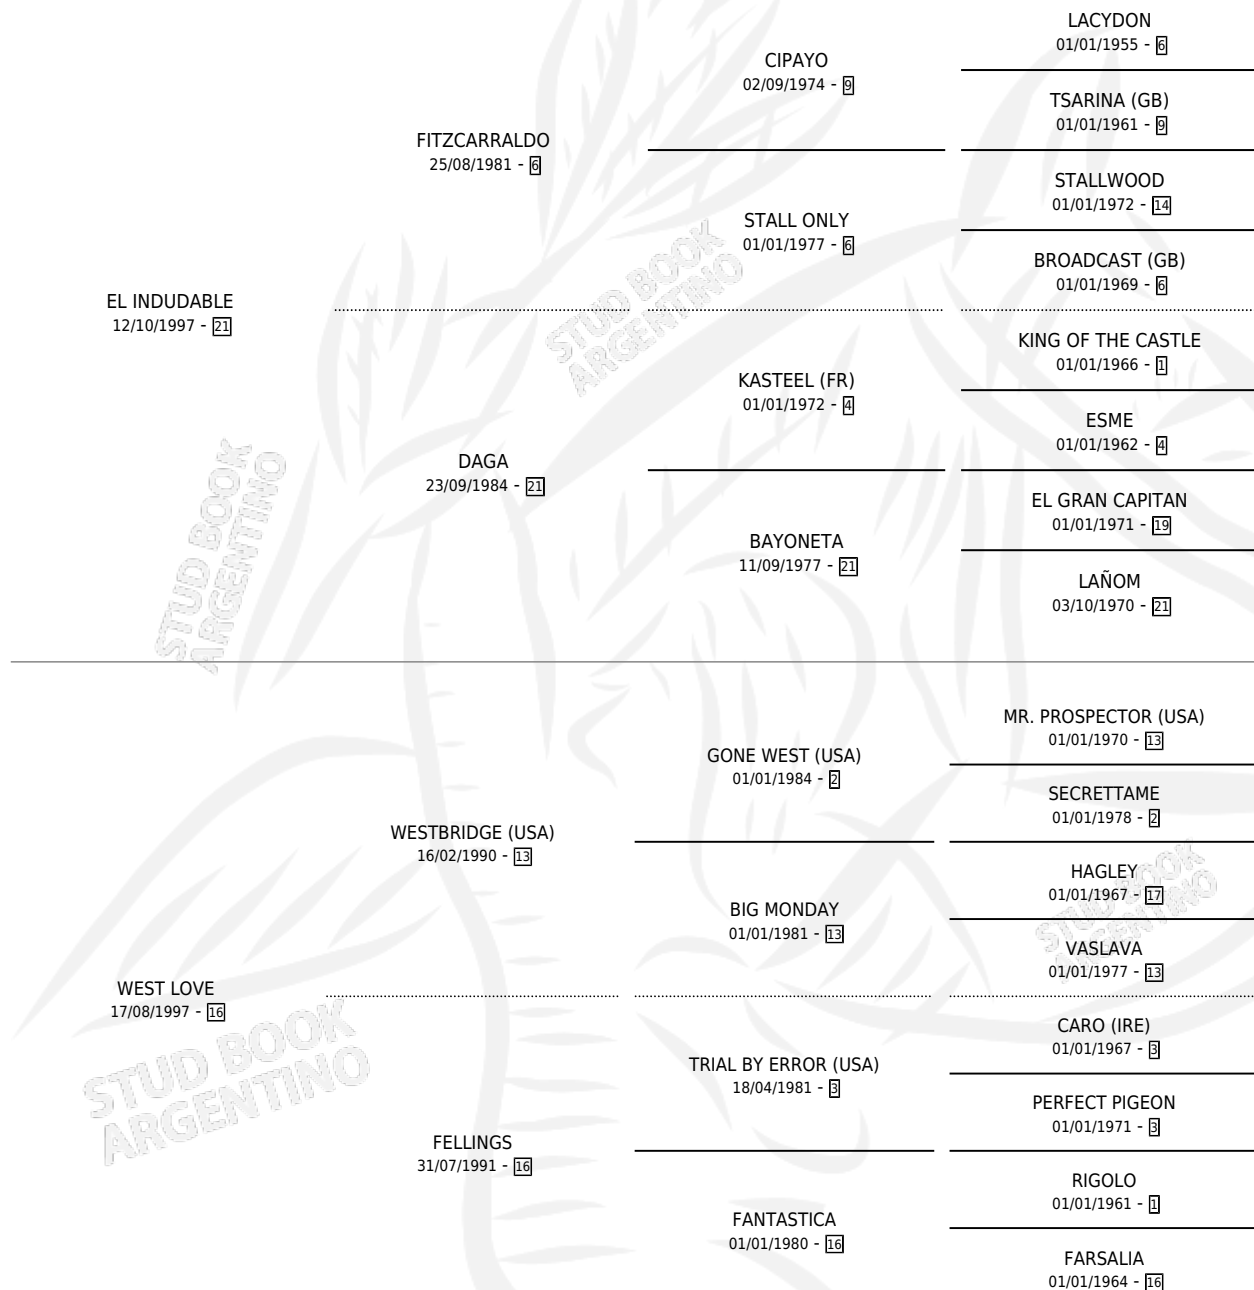 LACYDON
01/01/1955 - 6
CIPAYO
02/09/1974 - 9
TSARINA (GB)
01/01/1961 - 9
FITZCARRALDO
25/08/1981 - 6
STALLWOOD
01/01/1972 - 14
STALL ONLY
01/01/1977 - 6
BROADCAST (GB)
01/01/1969 - 6
EL INDUDABLE
12/10/1997 - 21
KING OF THE CASTLE
01/01/1966 - 1
KASTEEL (FR)
01/01/1972 - 4
ESME
01/01/1962 - 4
DAGA
23/09/1984 - 21
EL GRAN CAPITAN
01/01/1971 - 19
BAYONETA
11/09/1977 - 21
LAÑOM
03/10/1970 - 21
STUD BOOK
ARGENTINO
STUD BOOK
ARGENTINO
MR. PROSPECTOR (USA)
01/01/1970 - 13
GONE WEST (USA)
01/01/1984 - 2
SECRETTAME
01/01/1978 - 2
WESTBRIDGE (USA)
16/02/1990 - 13
HAGLEY
01/01/1967 - 17
BIG MONDAY
01/01/1981 - 13
VASLAVA
01/01/1977 - 13
STUD BOOK
ARGENTINO
WEST LOVE
17/08/1997 - 16
CARO (IRE)
01/01/1967 - 3
TRIAL BY ERROR (USA)
18/04/1981 - 3
PERFECT PIGEON
01/01/1971 - 3
STUD BOOK
ARGENTINO
FELLINGS
31/07/1991 - 16
RIGOLO
01/01/1961 - 1
FANTASTICA
01/01/1980 - 16
FARSALIA
01/01/1964 - 16